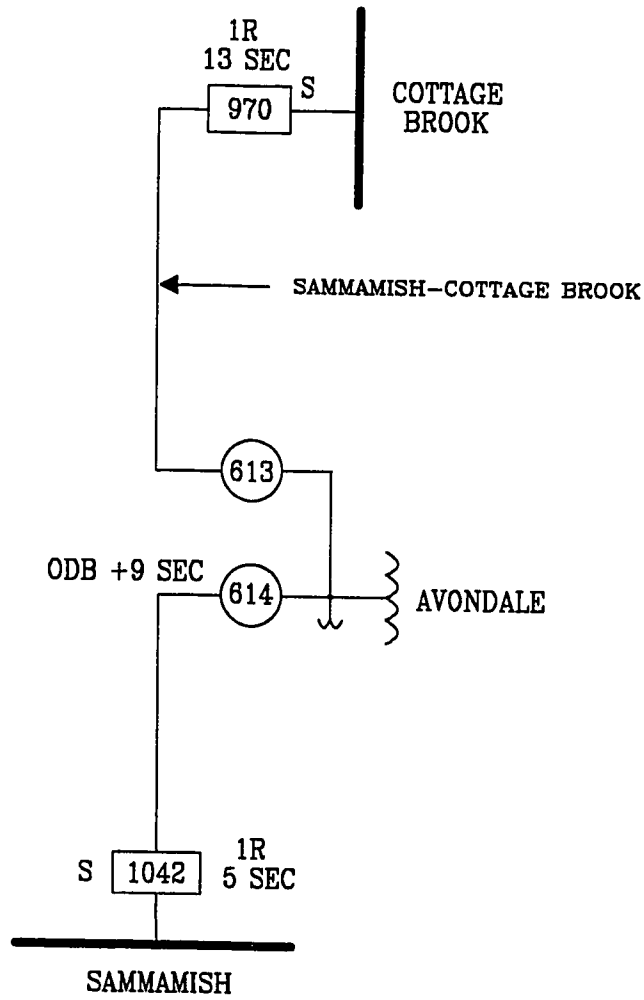 1R
13 SEC
970
S
COTTAGE
BROOK
SAMMAMISH-COTTAGE BROOK
613
ODB +9 SEC
614
AVONDALE
S
1042
1R
5 SEC
SAMMAMISH